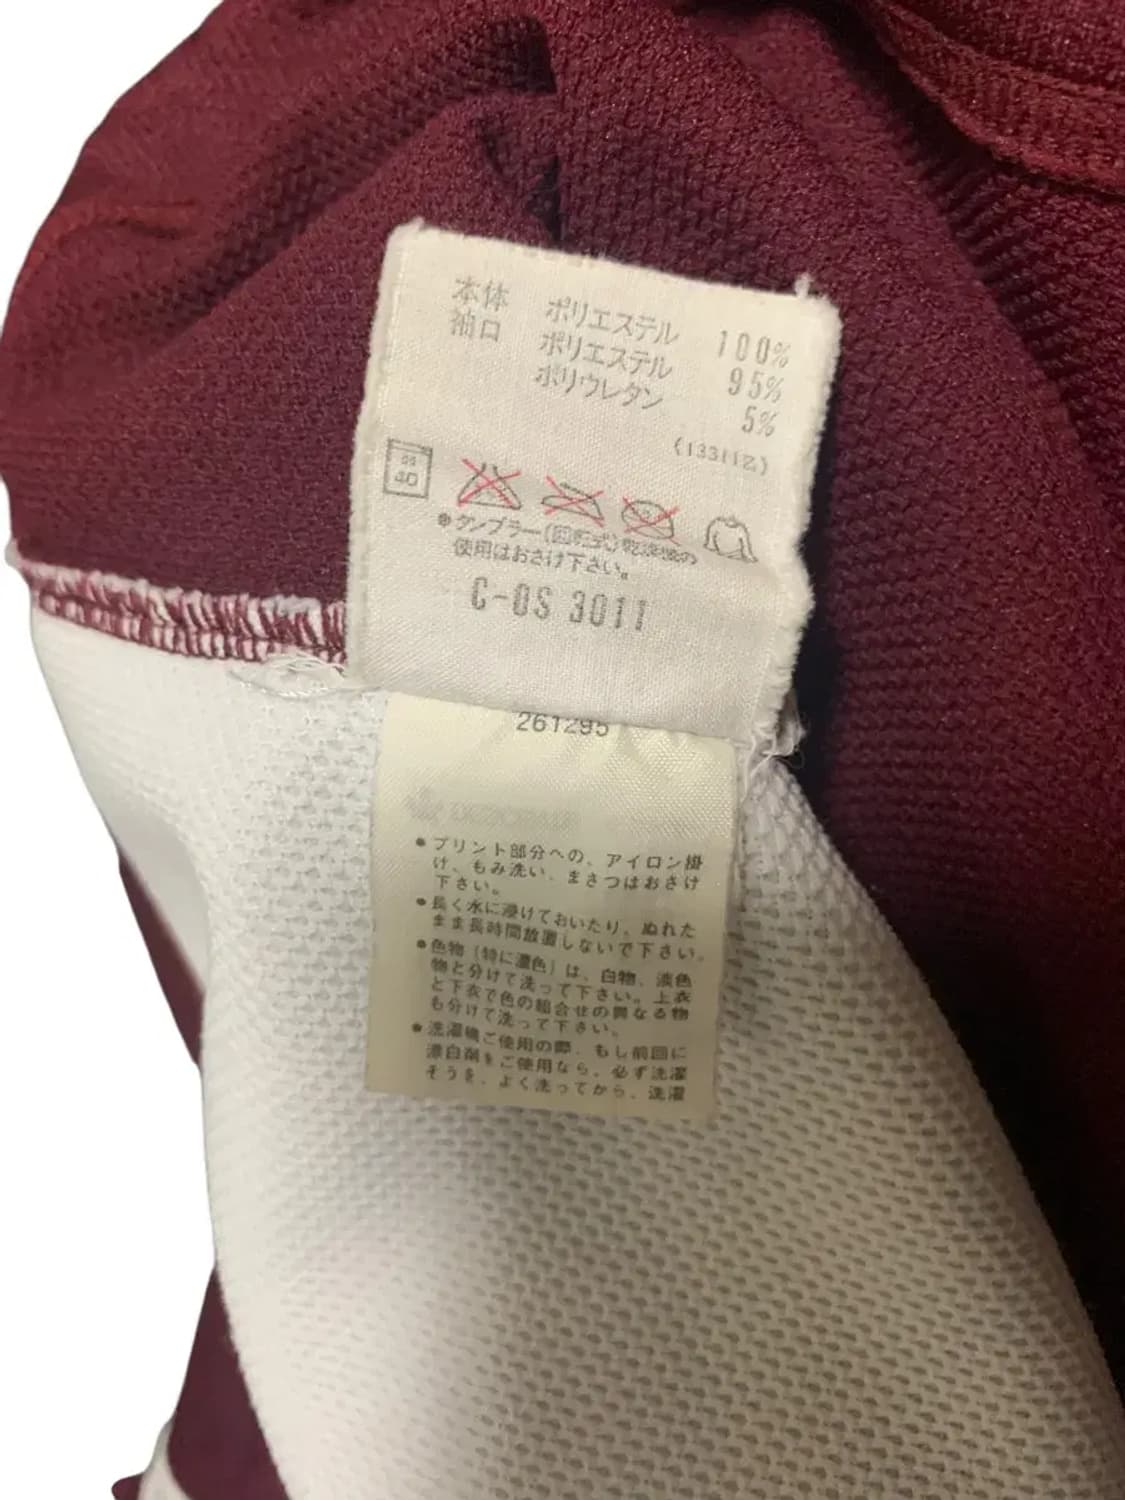 本体 ポリエステル 100%
袖口 ポリエステル 95%
ポリウレタン 5%
(13311乙)
40
※タンブラー(回転式)乾燥機の
使用はおさけ下さい。
C-OS 3011
261295
●プリント部分への、アイロン掛
け、もみ洗い、まさつはおさけ
下さい。
●長く水に浸けておいたり、ぬれた
まま長時間放置しないで下さい。
●色物(特に濃色)は、白物、淡色
物と分けて洗って下さい。上衣
と下衣で色の組合せの異なる物
も分けて洗って下さい。
●洗濯機ご使用の際、もし前回に
漂白剤をご使用なら、必ず洗濯
そうを、よく洗ってから、洗濯